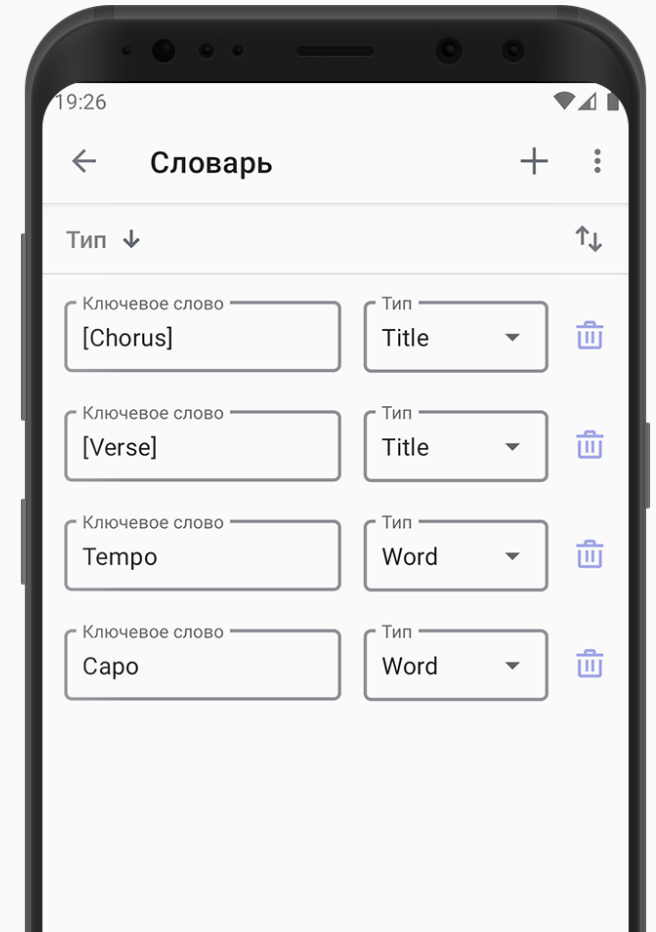 19:26
Словарь
Тип
Ключевое слово Тип
[Chorus] Title
Ключевое слово Тип
[Verse] Title
Ключевое слово Тип
Tempo Word
Ключевое слово Тип
Capo Word